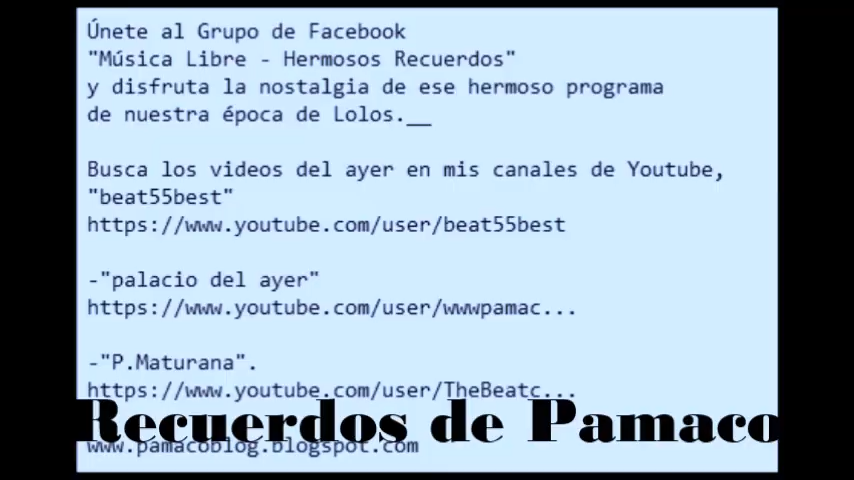 Únete al Grupo de Facebook
"Música Libre - Hermosos Recuerdos"
y disfruta la nostalgia de ese hermoso programa
de nuestra época de Lolos.__
Busca los videos del ayer en mis canales de Youtube,
"beat55best"
https://www.youtube.com/user/beat55best
-"palacio del ayer"
https://www.youtube.com/user/wwwpamac...
-"P.Maturana".
https://www.youtube.com/user/TheBeatc...
Recuerdos de Pamaco
www.pamacoblog.blogspot.com